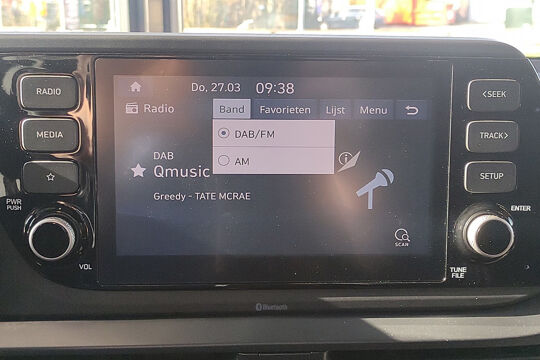 RADIO
MEDIA
PWR
PUSH
VOL
Do, 27.03 09:38
Radio Band Favorieten Lijst Menu
DAB/FM
AM
DAB
Qmusic
Greedy - TATE MCRAE
SCAN
<SEEK
TRACK>
SETUP
ENTER
TUNE
FILE
Bluetooth